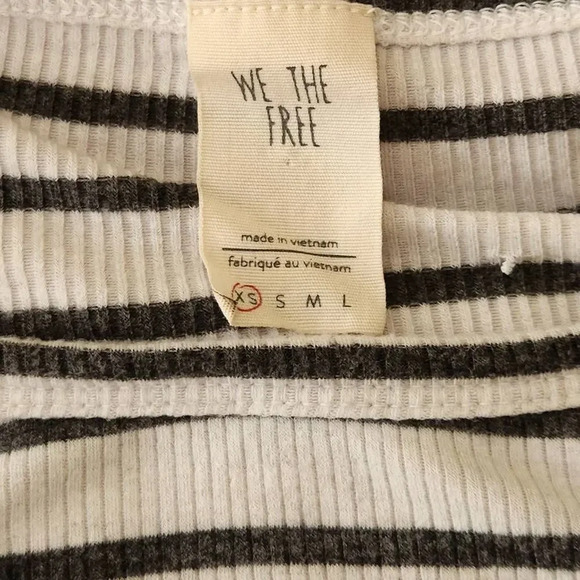 WE THE
FREE
made in vietnam
fabriqué au vietnam
XS S M L